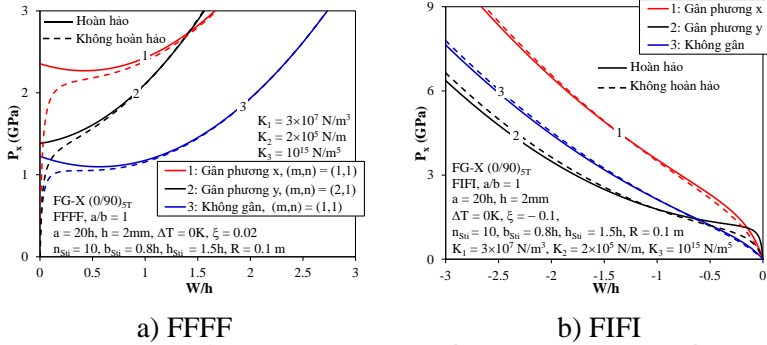 3
2
1
0
P_x (GPa)
Hoàn hảo
Không hoàn hảo
1
2
3
K₁ = 3×10⁷ N/m³
K₂ = 2×10⁵ N/m
K₃ = 10¹⁵ N/m⁵
1: Gân phương x, (m,n) = (1,1)
2: Gân phương y, (m,n) = (2,1)
3: Không gân, (m,n) = (1,1)
FG-X (0/90)₅T
FFFF, a/b = 1
a = 20h, h = 2mm, ΔT = 0K, ξ = 0.02
n_Sti = 10, b_Sti = 0.8h, h_Sti = 1.5h, R = 0.1 m
0 0.5 1 1.5 2 2.5 3
W/h
a) FFFF
9
6
3
0
P_x (GPa)
1: Gân phương x
2: Gân phương y
3: Không gân
Hoàn hảo
Không hoàn hảo
3
2
1
FG-X (0/90)₅T
FIFI, a/b = 1
a = 20h, h = 2mm
ΔT = 0K, ξ = − 0.1,
n_Sti = 10, b_Sti = 0.8h, h_Sti = 1.5h, R = 0.1 m
K₁ = 3×10⁷ N/m³, K₂ = 2×10⁵ N/m, K₃ = 10¹⁵ N/m⁵
-3 -2.5 -2 -1.5 -1 -0.5 0
W/h
b) FIFI